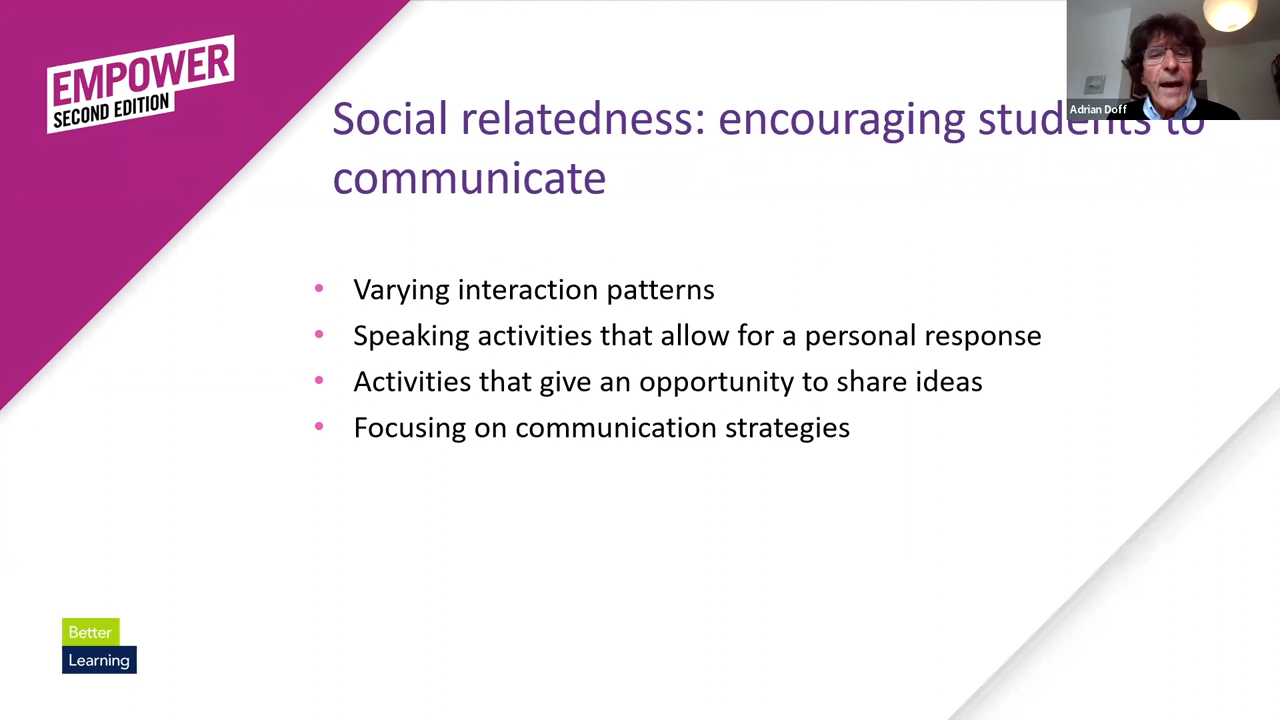 EMPOWER
SECOND EDITION
Adrian Doff
Social relatedness: encouraging students to
communicate
• Varying interaction patterns
• Speaking activities that allow for a personal response
• Activities that give an opportunity to share ideas
• Focusing on communication strategies
Better
Learning